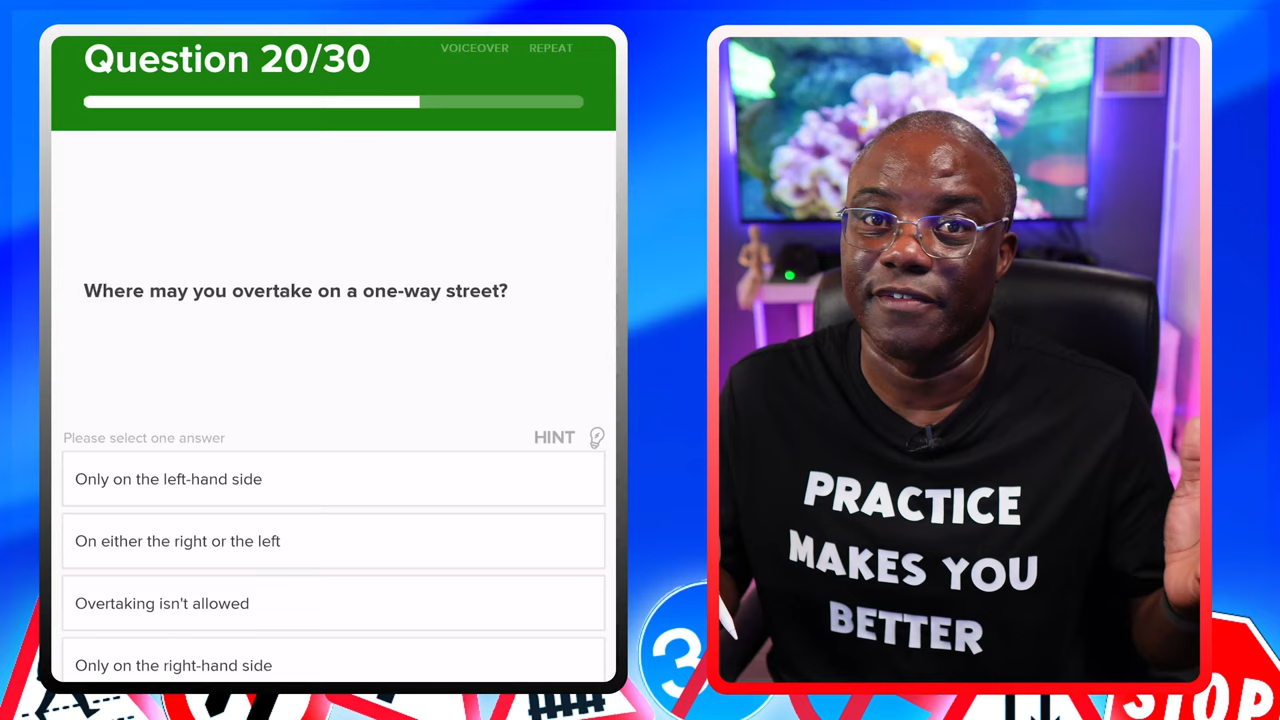 Question 20/30
VOICEOVER REPEAT
Where may you overtake on a one-way street?
Please select one answer
HINT
Only on the left-hand side
On either the right or the left
Overtaking isn't allowed
Only on the right-hand side
PRACTICE
MAKES YOU
BETTER
3
STOP